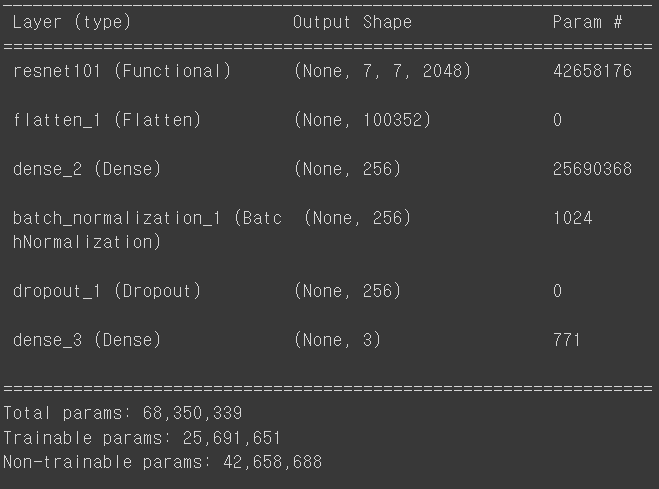 Layer (type) Output Shape Param #
=================================================================
resnet101 (Functional) (None, 7, 7, 2048) 42658176
flatten_1 (Flatten) (None, 100352) 0
dense_2 (Dense) (None, 256) 25690368
batch_normalization_1 (Batc (None, 256) 1024
hNormalization)
dropout_1 (Dropout) (None, 256) 0
dense_3 (Dense) (None, 3) 771
=================================================================
Total params: 68,350,339
Trainable params: 25,691,651
Non-trainable params: 42,658,688